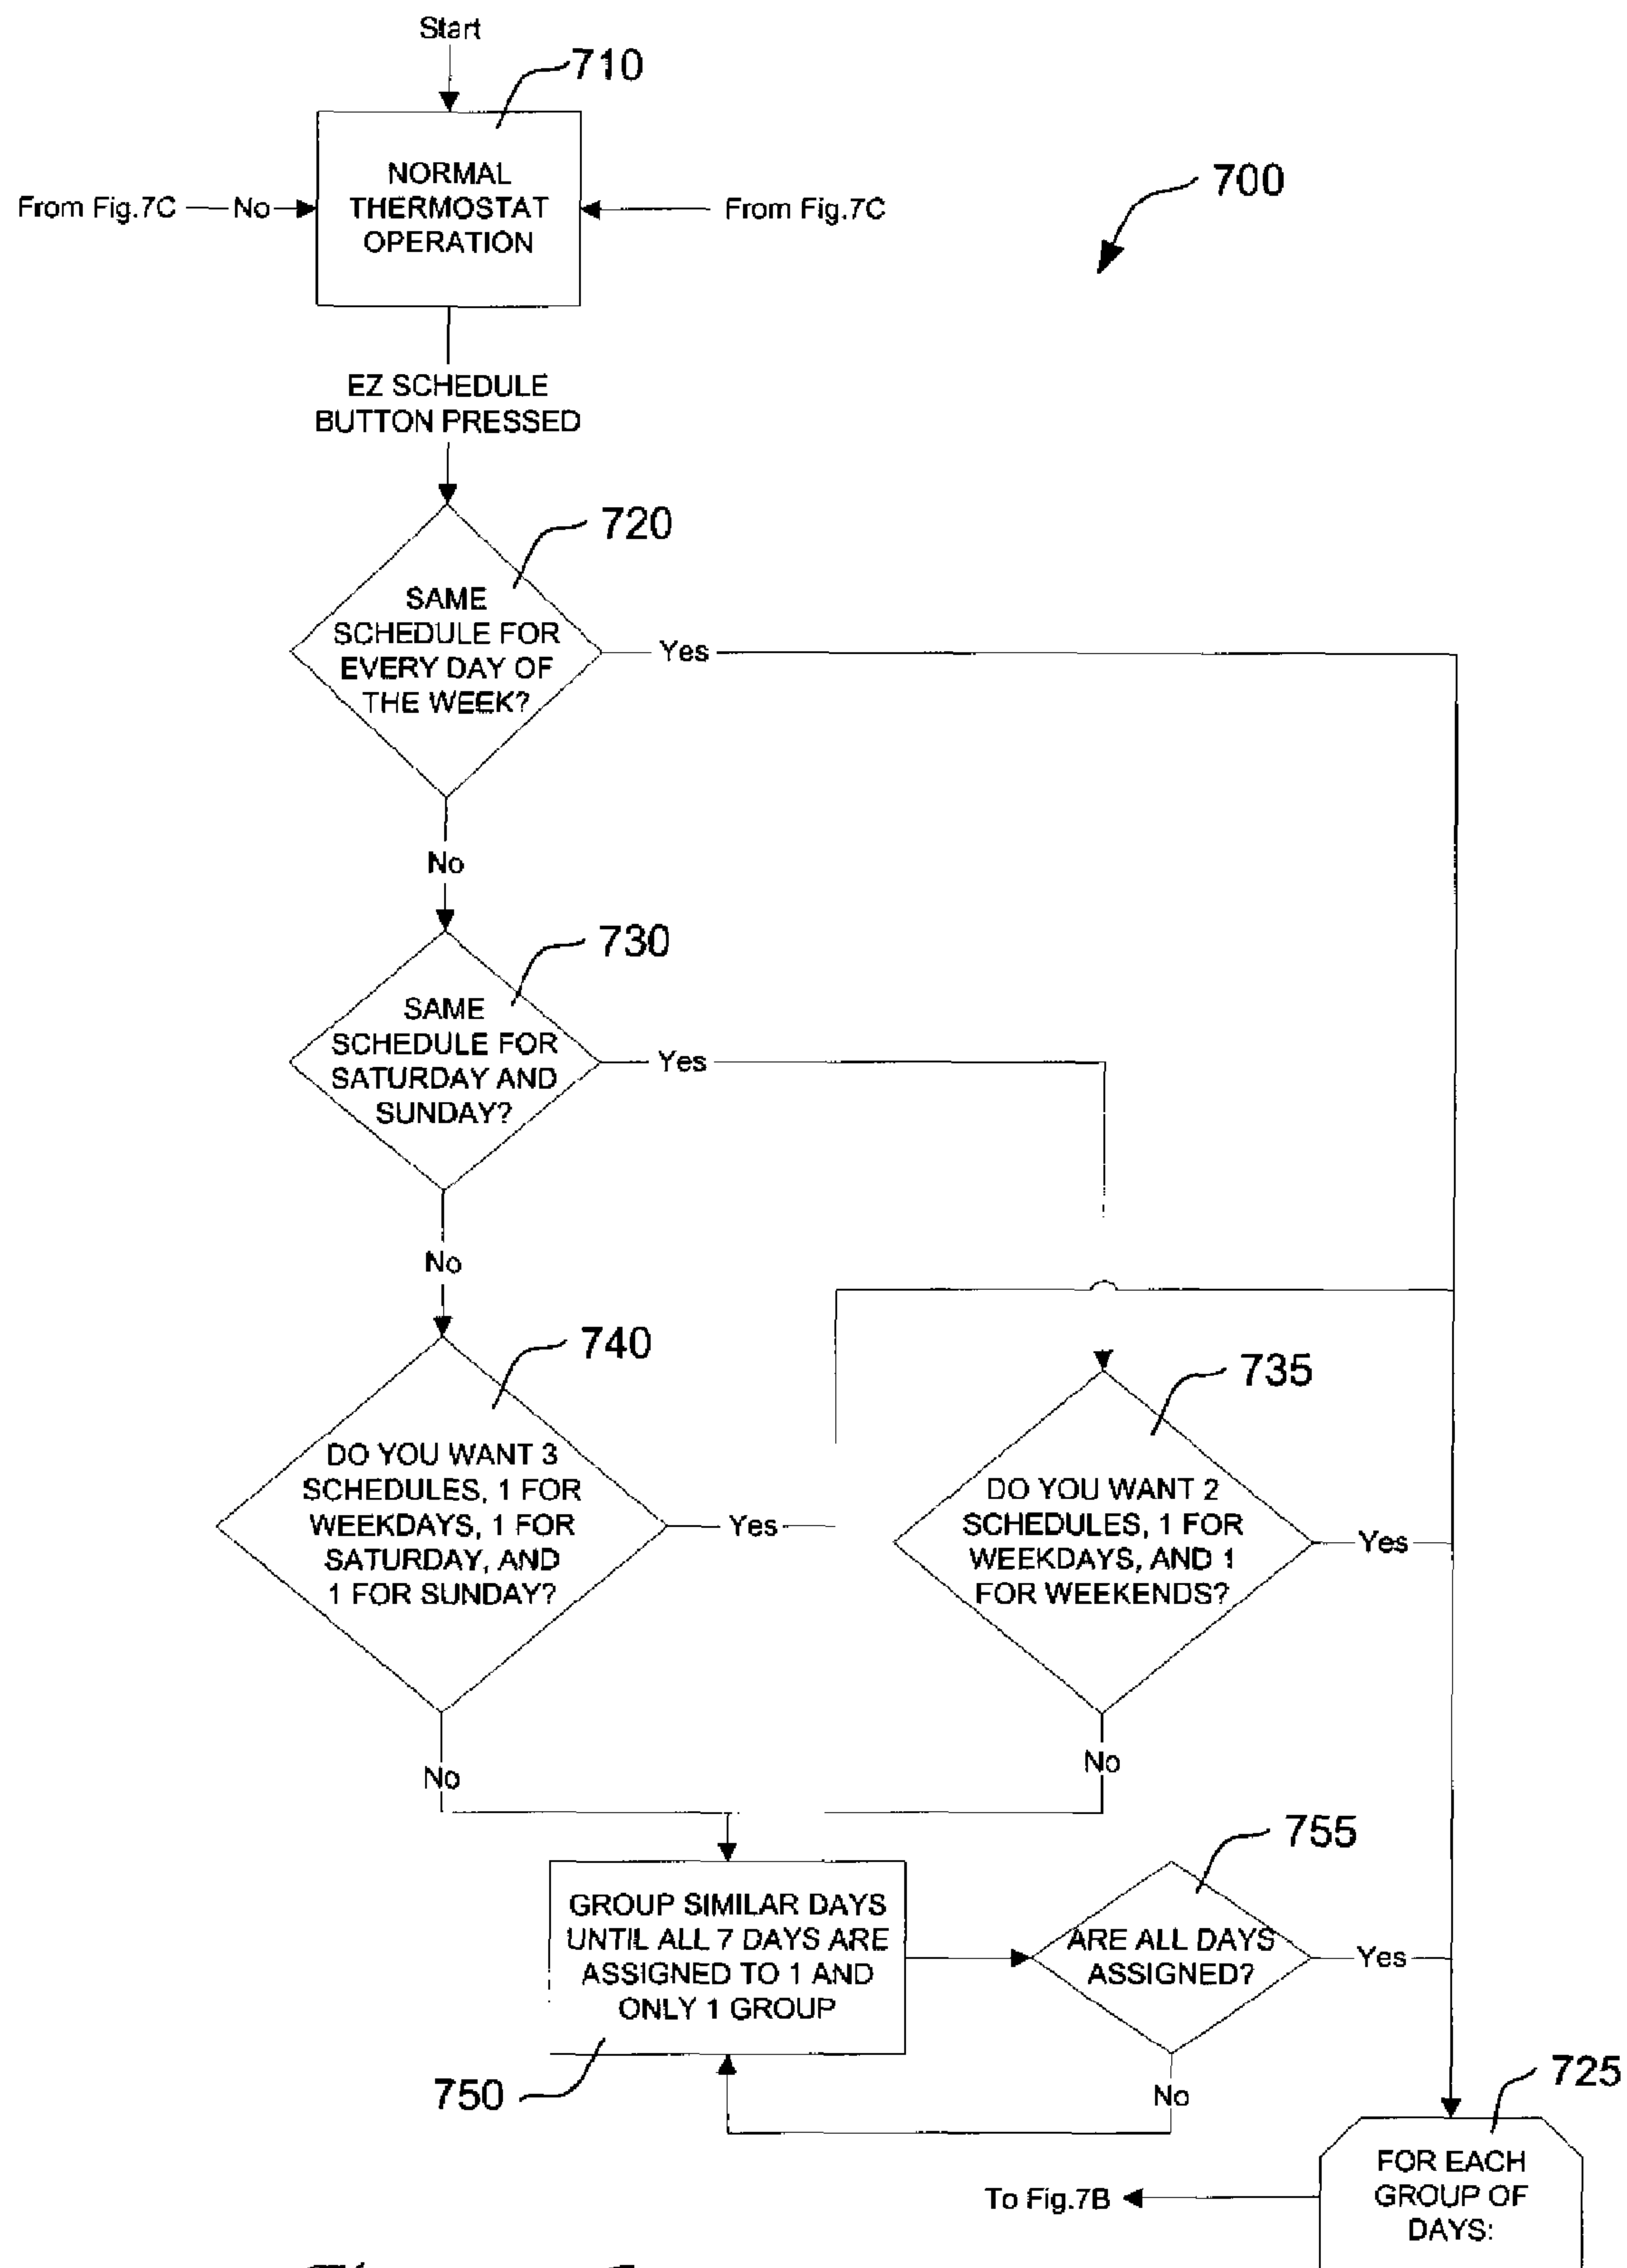 Start
710
NORMAL
THERMOSTAT
OPERATION
From Fig.7C
No
From Fig.7C
700
EZ SCHEDULE
BUTTON PRESSED
720
SAME
SCHEDULE FOR
EVERY DAY OF
THE WEEK?
Yes
No
730
SAME
SCHEDULE FOR
SATURDAY AND
SUNDAY?
Yes
No
740
DO YOU WANT 3
SCHEDULES, 1 FOR
WEEKDAYS, 1 FOR
SATURDAY, AND
1 FOR SUNDAY?
Yes
No
735
DO YOU WANT 2
SCHEDULES, 1 FOR
WEEKDAYS, AND 1
FOR WEEKENDS?
Yes
No
GROUP SIMILAR DAYS
UNTIL ALL 7 DAYS ARE
ASSIGNED TO 1 AND
ONLY 1 GROUP
750
755
ARE ALL DAYS
ASSIGNED?
Yes
No
725
FOR EACH
GROUP OF
DAYS:
To Fig.7B